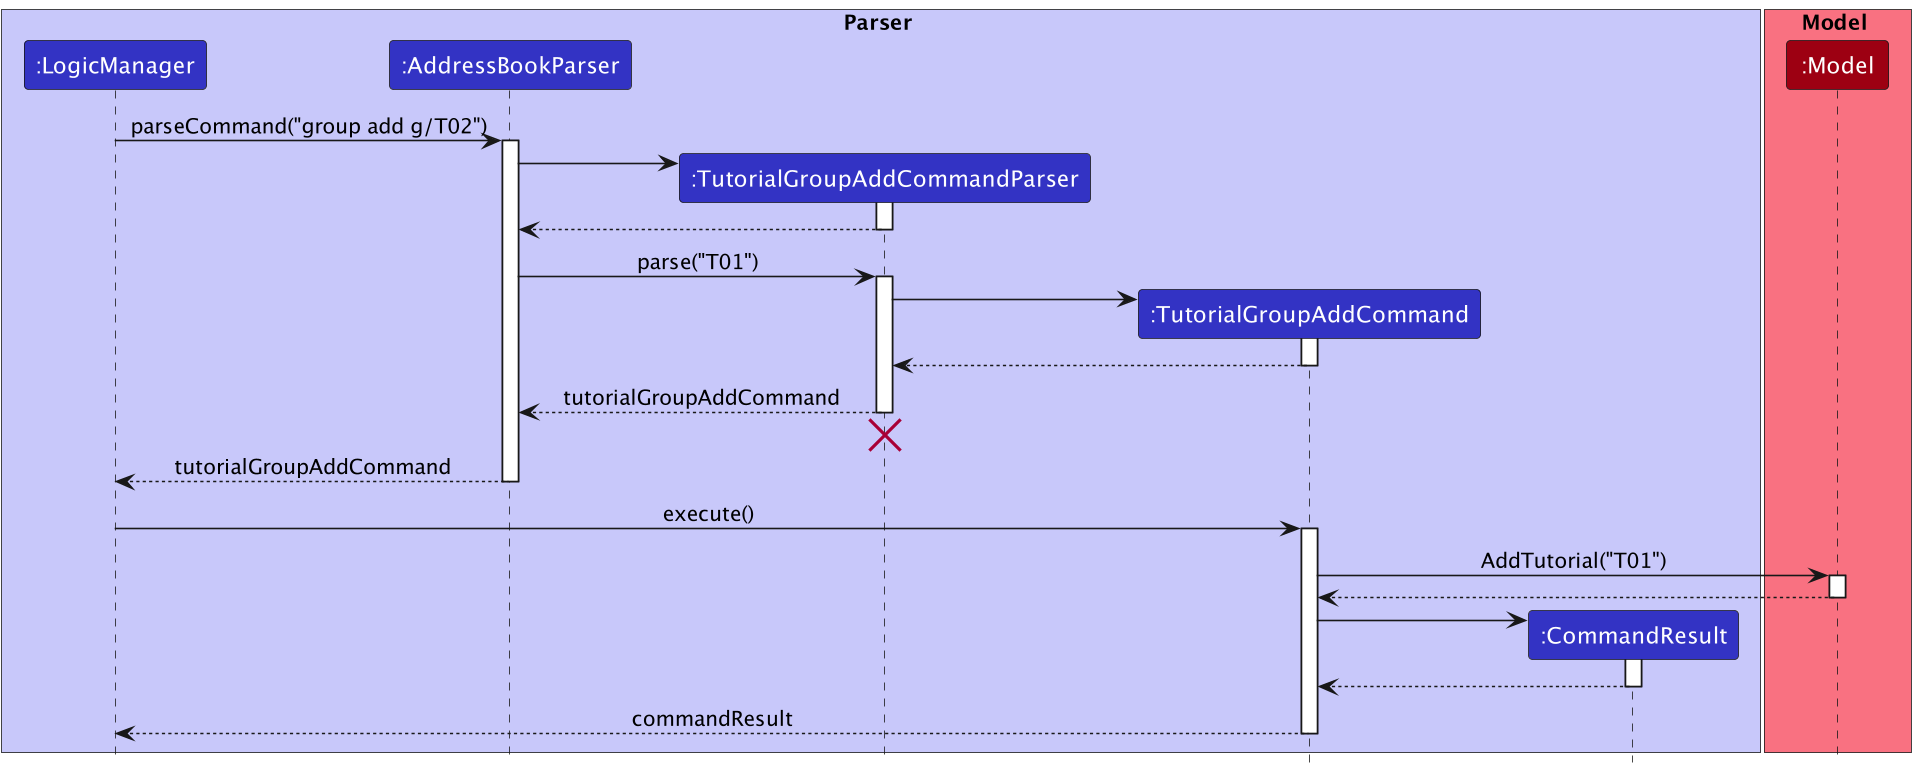 Parser
Model
:LogicManager
:AddressBookParser
:Model
parseCommand("group add g/T02")
:TutorialGroupAddCommandParser
parse("T01")
:TutorialGroupAddCommand
tutorialGroupAddCommand
tutorialGroupAddCommand
execute()
AddTutorial("T01")
:CommandResult
commandResult